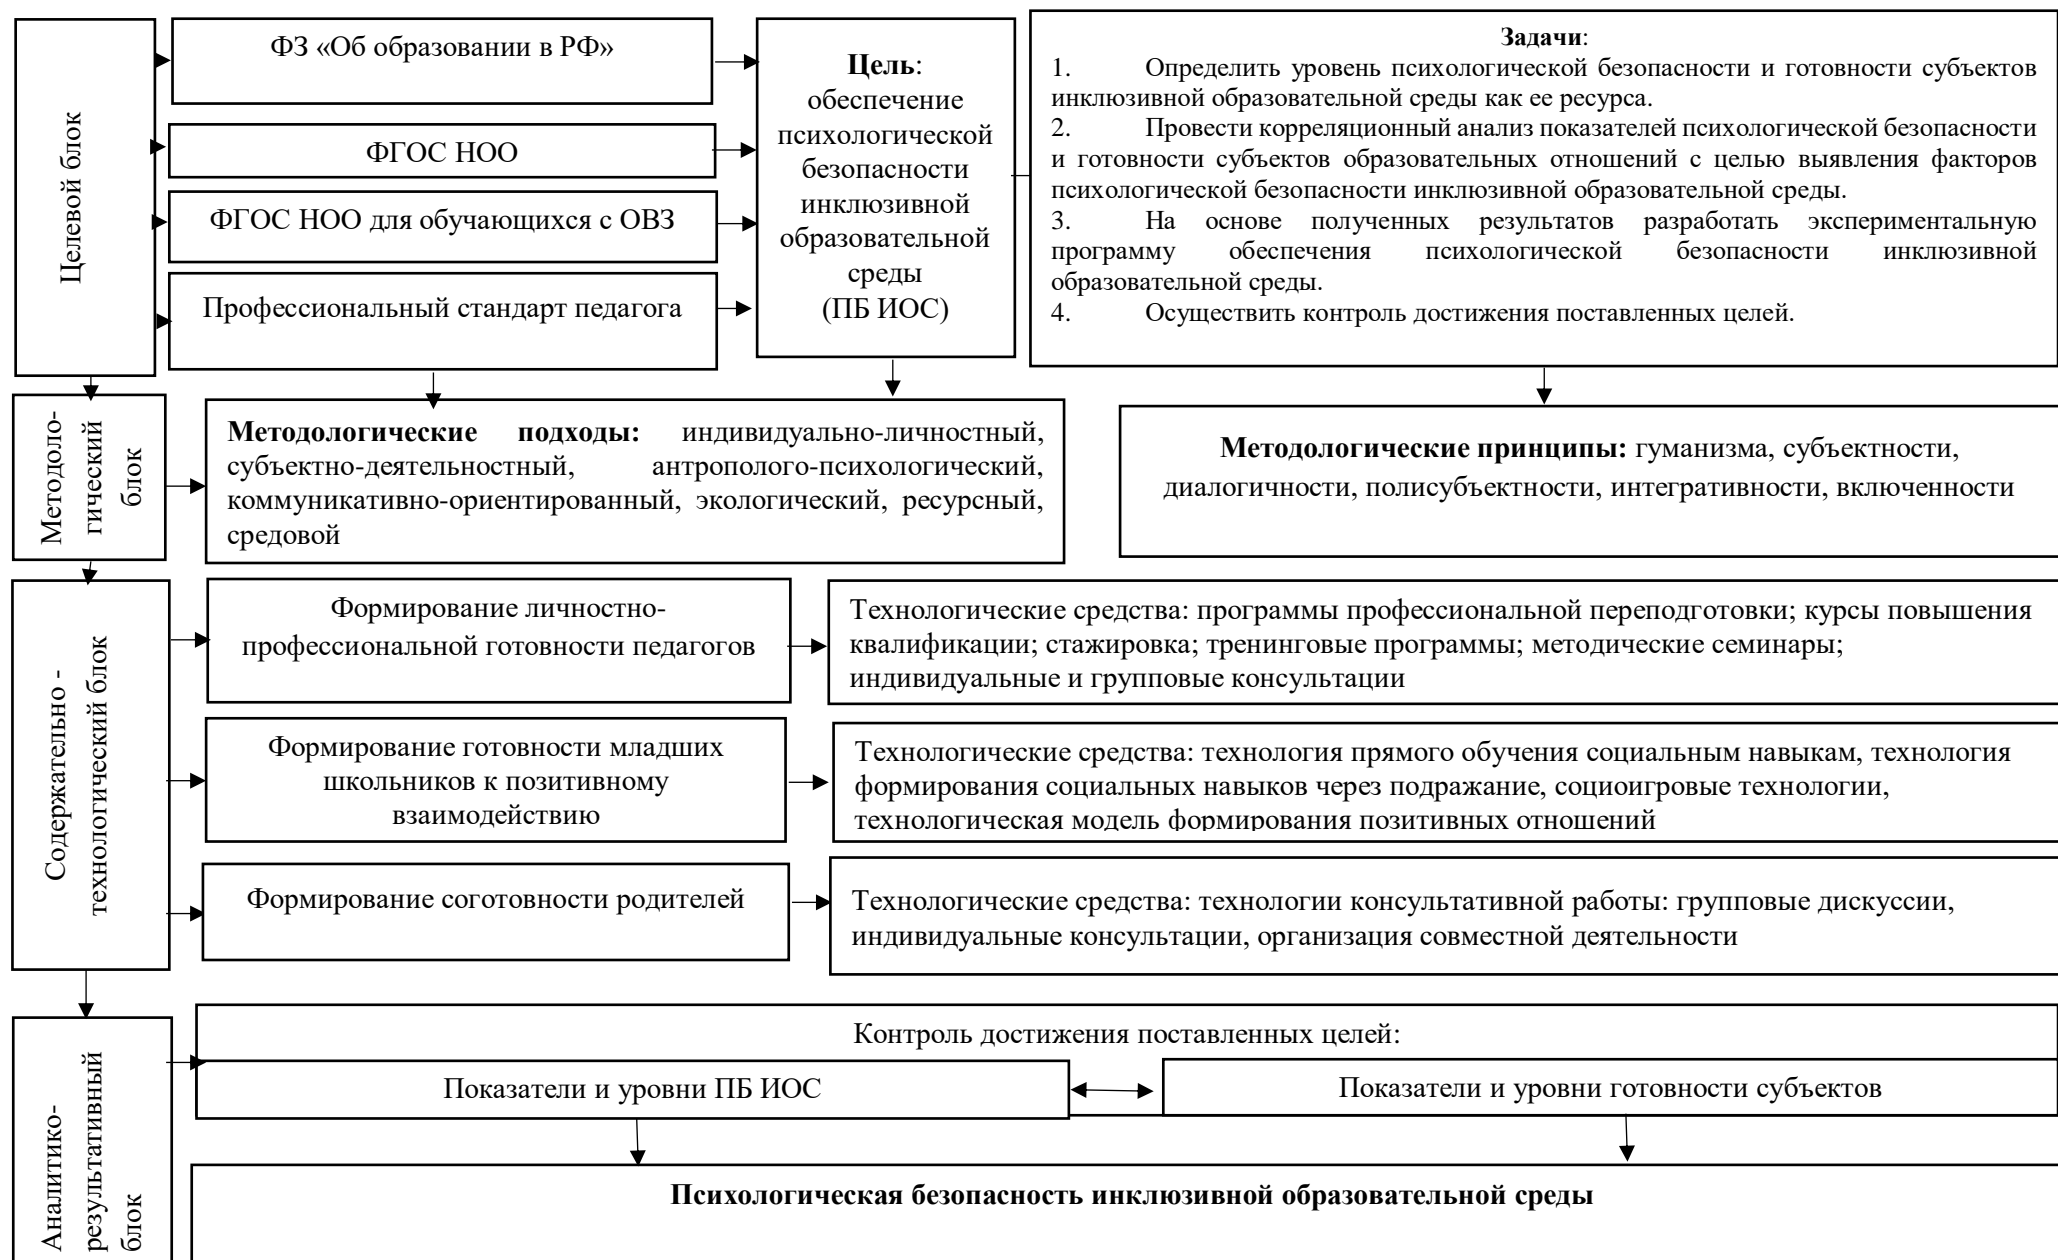 Целевой блок
ФЗ «Об образовании в РФ»
ФГОС НОО
ФГОС НОО для обучающихся с ОВЗ
Профессиональный стандарт педагога
Цель:
обеспечение
психологической
безопасности
инклюзивной
образовательной
среды
(ПБ ИОС)
Задачи:
1. Определить уровень психологической безопасности и готовности субъектов
инклюзивной образовательной среды как ее ресурса.
2. Провести корреляционный анализ показателей психологической безопасности
и готовности субъектов образовательных отношений с целью выявления факторов
психологической безопасности инклюзивной образовательной среды.
3. На основе полученных результатов разработать экспериментальную
программу обеспечения психологической безопасности инклюзивной
образовательной среды.
4. Осуществить контроль достижения поставленных целей.
Методоло-
гический
блок
Методологические подходы: индивидуально-личностный,
субъектно-деятельностный, антрополого-психологический,
коммуникативно-ориентированный, экологический, ресурсный,
средовой
Методологические принципы: гуманизма, субъектности,
диалогичности, полисубъектности, интегративности, включенности
Содержательно -
технологический блок
Формирование личностно-
профессиональной готовности педагогов
Технологические средства: программы профессиональной переподготовки; курсы повышения
квалификации; стажировка; тренинговые программы; методические семинары;
индивидуальные и групповые консультации
Формирование готовности младших
школьников к позитивному
взаимодействию
Технологические средства: технология прямого обучения социальным навыкам, технология
формирования социальных навыков через подражание, социоигровые технологии,
технологическая модель формирования позитивных отношений
Формирование соготовности родителей
Технологические средства: технологии консультативной работы: групповые дискуссии,
индивидуальные консультации, организация совместной деятельности
Аналитико-
результативный
блок
Контроль достижения поставленных целей:
Показатели и уровни ПБ ИОС
Показатели и уровни готовности субъектов
Психологическая безопасность инклюзивной образовательной среды